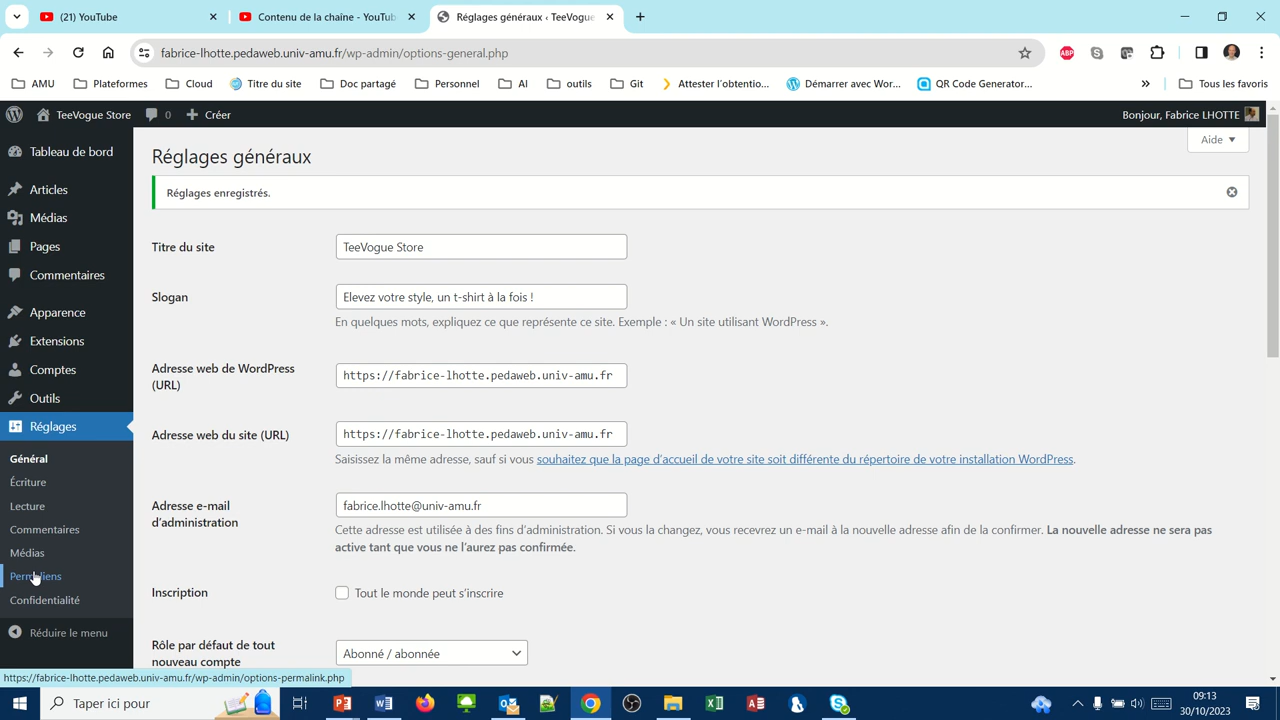 (21) YouTube
Contenu de la chaîne - YouTub
Réglages généraux ‹ TeeVogue
fabrice-lhotte.pedaweb.univ-amu.fr/wp-admin/options-general.php
ABP
AMU
Plateformes
Cloud
Titre du site
Doc partagé
Personnel
AI
outils
Git
Attester l'obtentio...
Démarrer avec Wor...
QR Code Generator...
»
Tous les favoris
TeeVogue Store
0
Créer
Bonjour, Fabrice LHOTTE
Tableau de bord
Articles
Médias
Pages
Commentaires
Apparence
Extensions
Comptes
Outils
Réglages
Général
Écriture
Lecture
Commentaires
Médias
Confidentialité
Réduire le menu
Aide
Réglages généraux
Réglages enregistrés.
Titre du site
TeeVogue Store
Slogan
Elevez votre style, un t-shirt à la fois !
En quelques mots, expliquez ce que représente ce site. Exemple : « Un site utilisant WordPress ».
Adresse web de WordPress
(URL)
https://fabrice-lhotte.pedaweb.univ-amu.fr
Adresse web du site (URL)
https://fabrice-lhotte.pedaweb.univ-amu.fr
Saisissez la même adresse, sauf si vous souhaitez que la page d'accueil de votre site soit différente du répertoire de votre installation WordPress.
Adresse e-mail
d'administration
fabrice.lhotte@univ-amu.fr
Cette adresse est utilisée à des fins d'administration. Si vous la changez, vous recevrez un e-mail à la nouvelle adresse afin de la confirmer. La nouvelle adresse ne sera pas
active tant que vous ne l'aurez pas confirmée.
Inscription
Tout le monde peut s'inscrire
Rôle par défaut de tout
nouveau compte
Abonné / abonnée
https://fabrice-lhotte.pedaweb.univ-amu.fr/wp-admin/options-permalink.php
Taper ici pour
09:13
30/10/2023